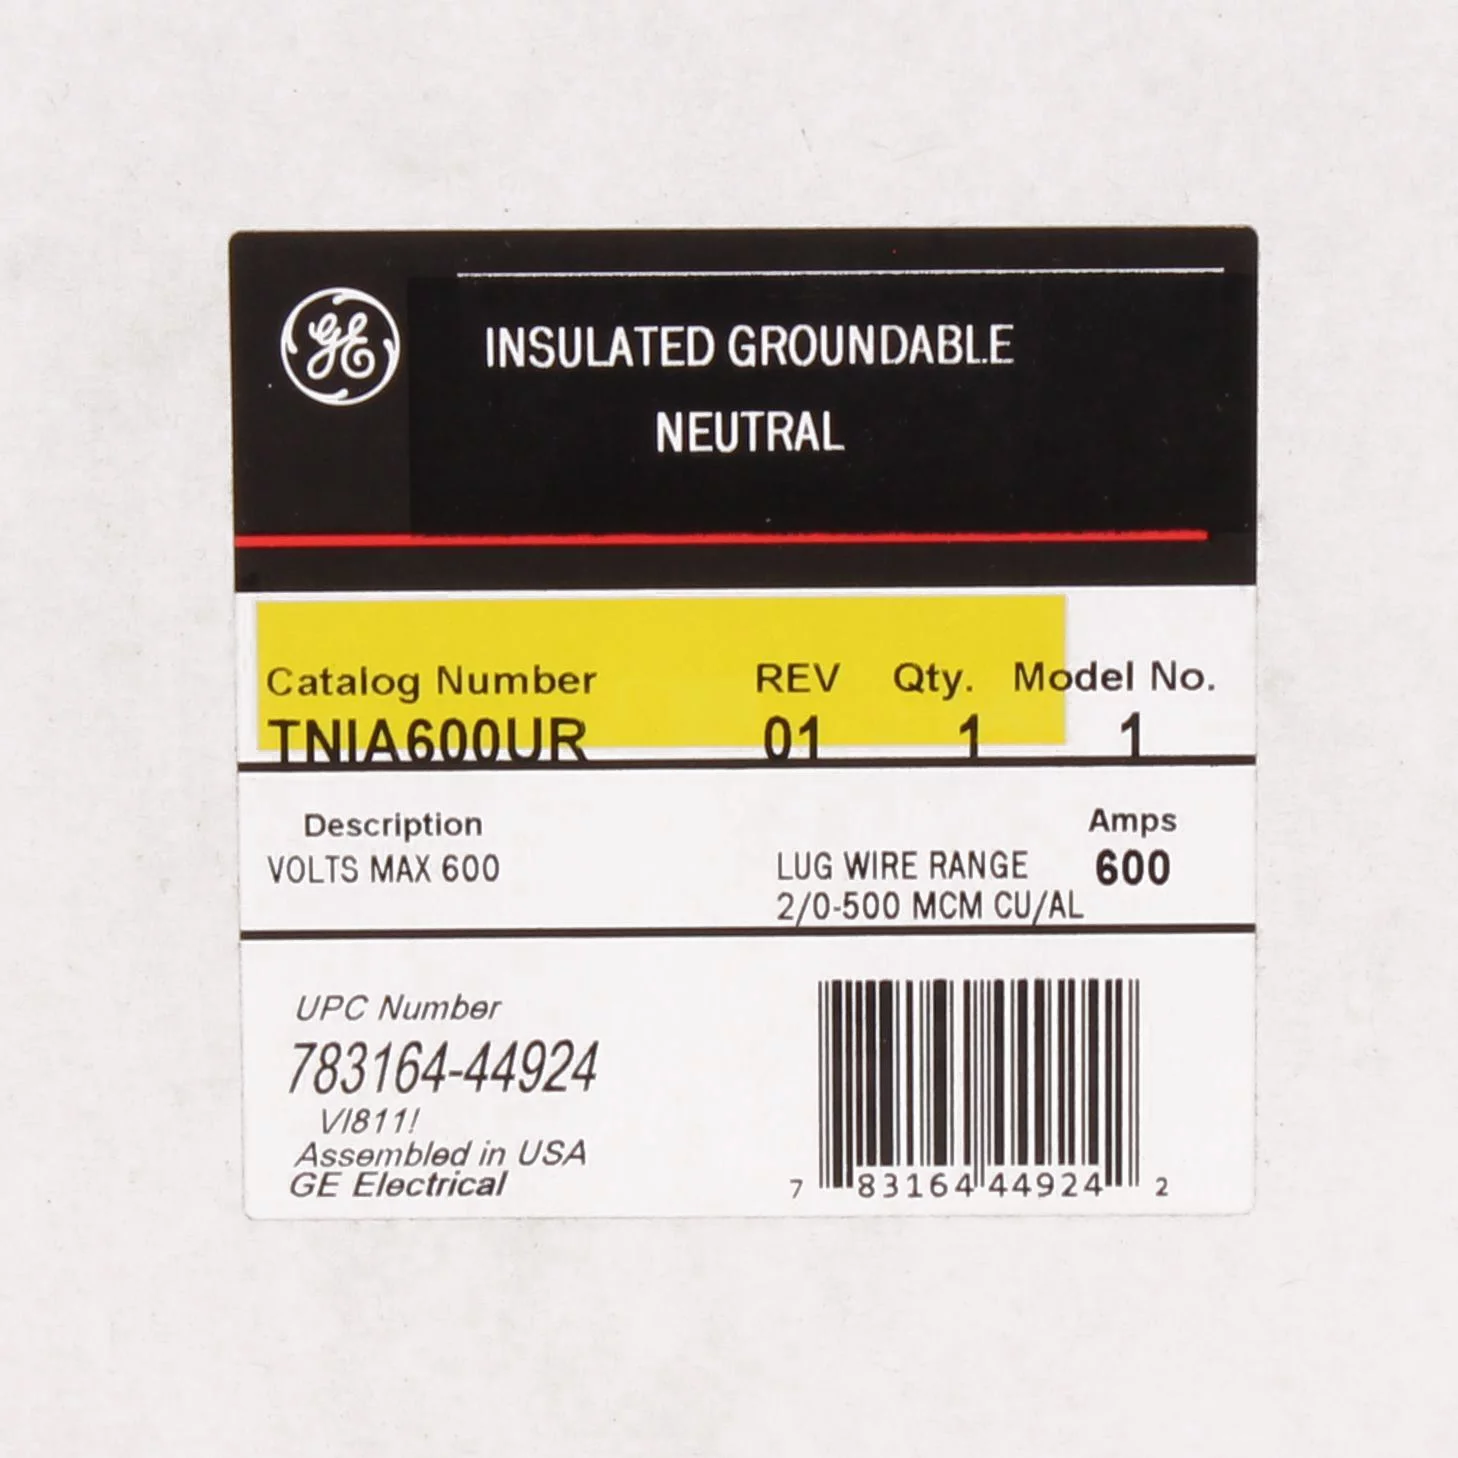 GE
INSULATED GROUNDABLE
NEUTRAL
Catalog Number REV Qty. Model No.
TNIA600UR 01 1 1
Description Amps
VOLTS MAX 600 LUG WIRE RANGE 600
2/0-500 MCM CU/AL
UPC Number
783164-44924
VI811!
Assembled in USA
GE Electrical
7 83164 44924 2